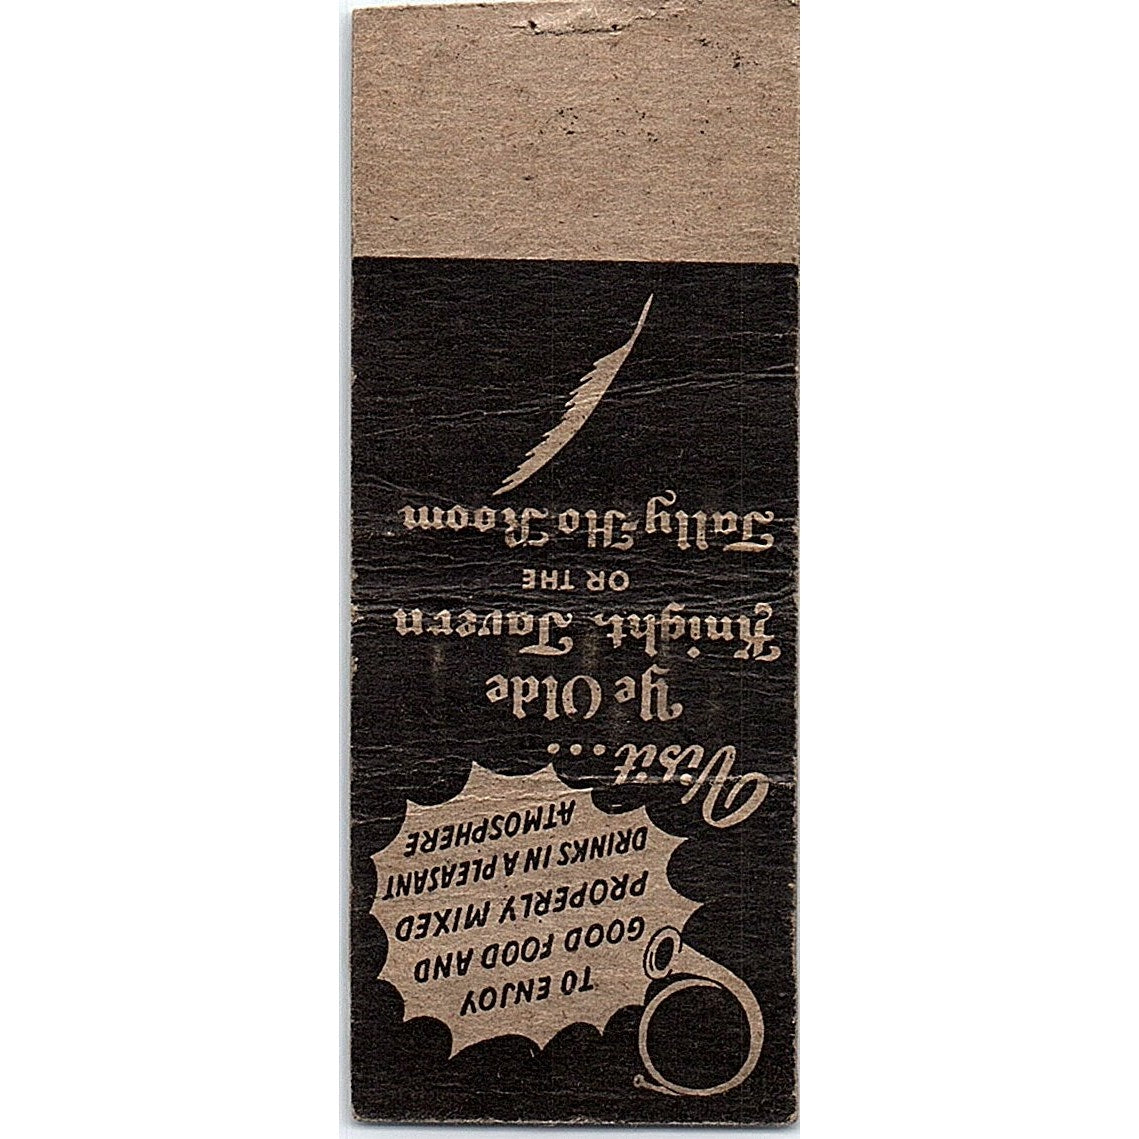 TO ENJOY
GOOD FOOD AND
PROPERLY MIXED
DRINKS IN A PLEASANT
ATMOSPHERE
Visit...
Ye Olde
Knight Tavern
OR THE
Tally-Ho Room